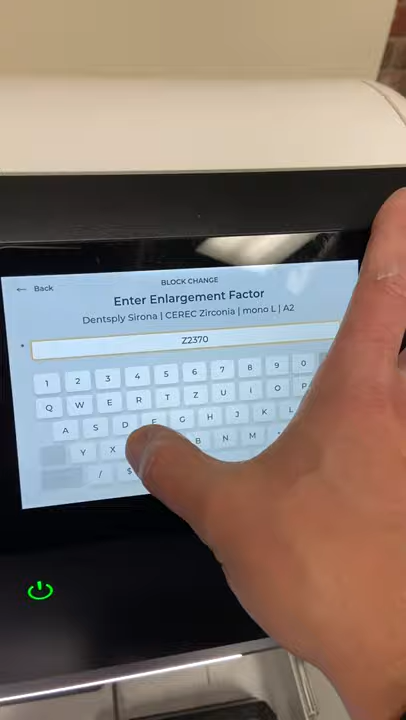 ← Back
BLOCK CHANGE
Enter Enlargement Factor
Dentsply Sirona | CEREC Zirconia | mono L | A2
Z2370
1 2 3 4 5 6 7 8 9 0
Q W E R T Z U I O P
A S D F G H J K L
Y X B N M
/ $